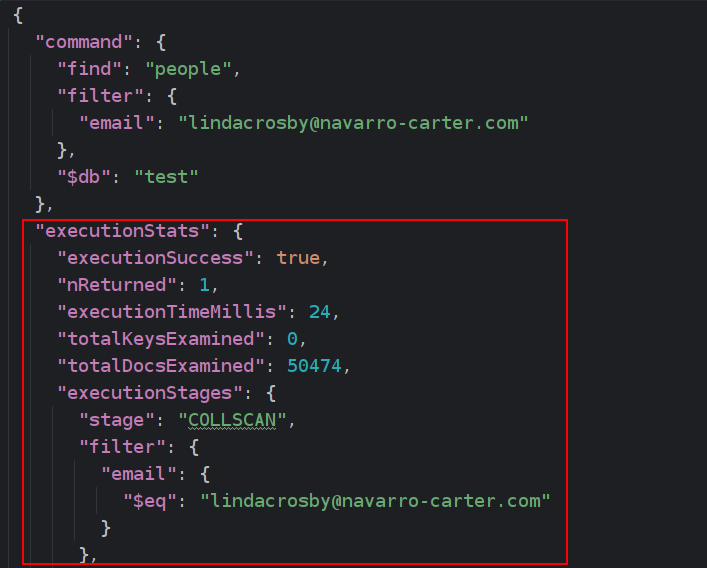 {
"command": {
"find": "people",
"filter": {
"email": "lindacrosby@navarro-carter.com"
},
"$db": "test"
},
"executionStats": {
"executionSuccess": true,
"nReturned": 1,
"executionTimeMillis": 24,
"totalKeysExamined": 0,
"totalDocsExamined": 50474,
"executionStages": {
"stage": "COLLSCAN",
"filter": {
"email": {
"$eq": "lindacrosby@navarro-carter.com"
}
},